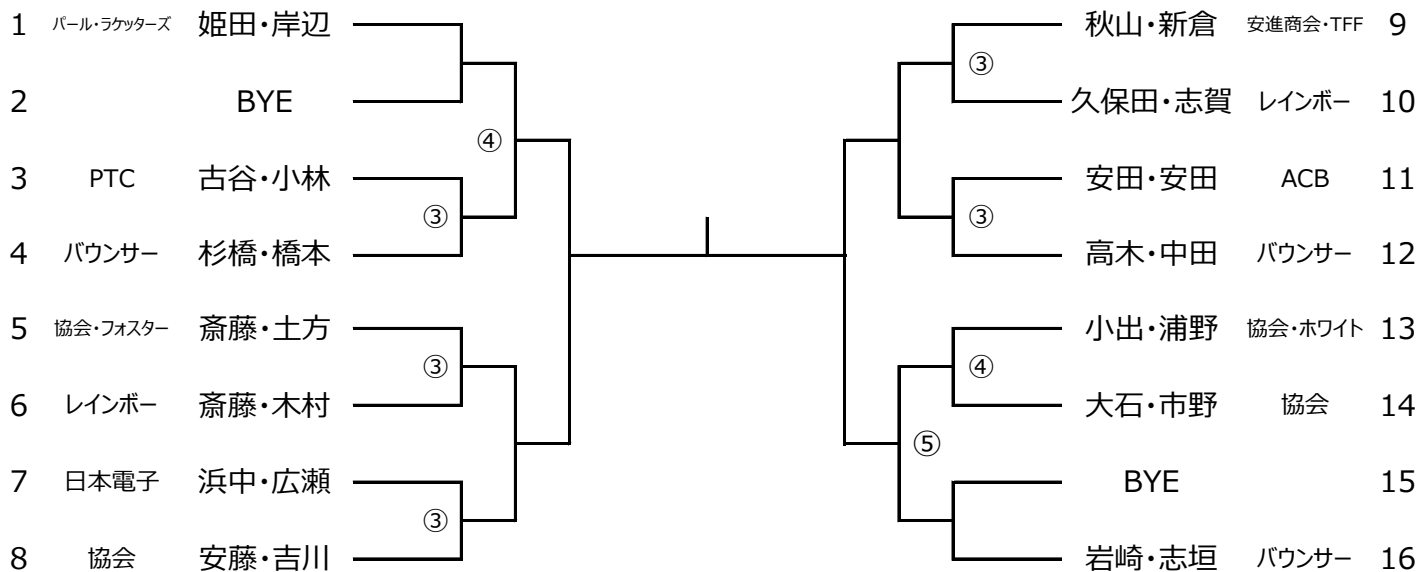 1 パール・ラケッターズ 姫田・岸辺
2 BYE
④
3 PTC 古谷・小林
③
4 バウンサー 杉橋・橋本
5 協会・フォスター 斎藤・土方
③
6 レインボー 斎藤・木村
7 日本電子 浜中・広瀬
③
8 協会 安藤・吉川
秋山・新倉 安進商会・TFF 9
③
久保田・志賀 レインボー 10
安田・安田 ACB 11
③
高木・中田 バウンサー 12
小出・浦野 協会・ホワイト 13
④
大石・市野 協会 14
⑤
BYE 15
岩崎・志垣 バウンサー 16